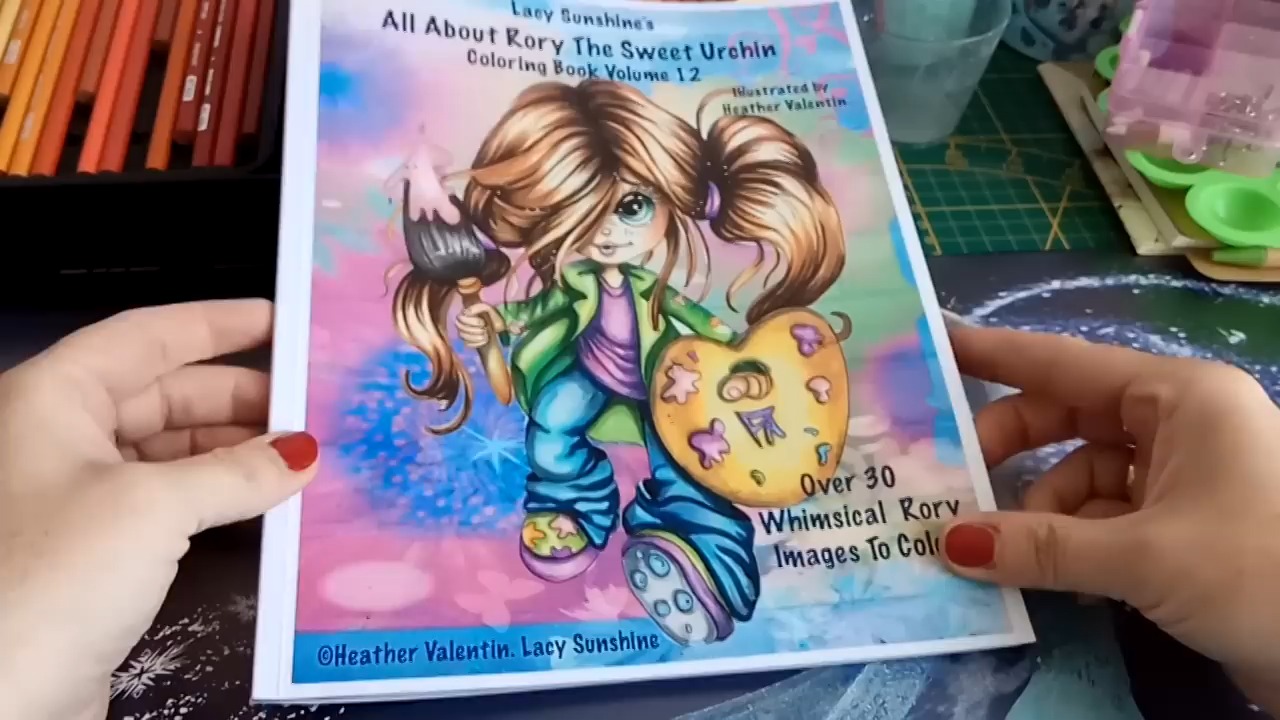 Lacy Sunshine's
All About Rory The Sweet Urchin
Coloring Book Volume 12
Illustrated by
Heather Valentin
Over 30
Whimsical Rory
Images To
©Heather Valentin. Lacy Sunshine